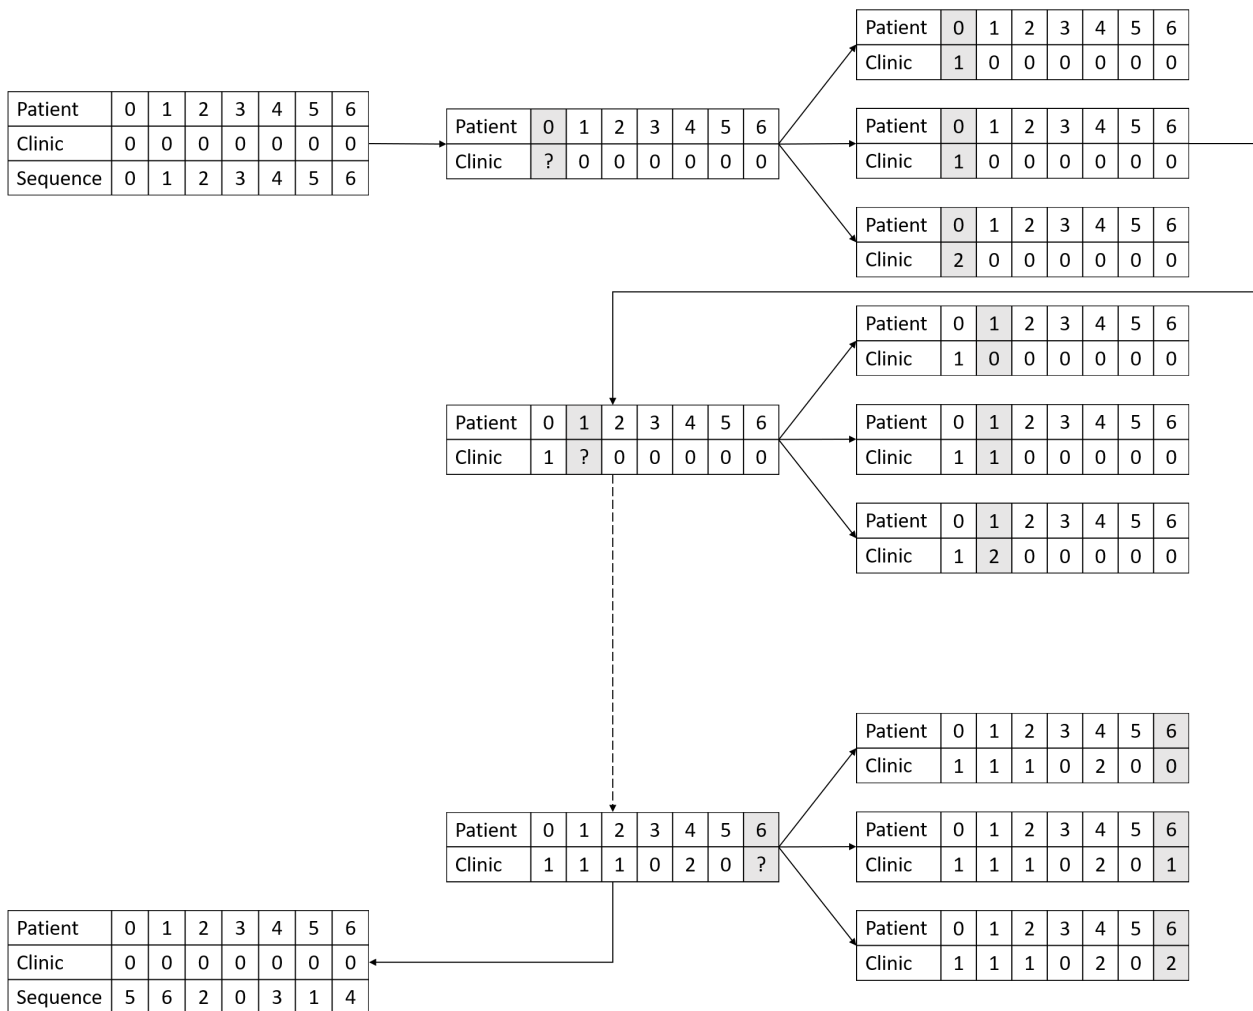 Patient 0 1 2 3 4 5 6
Clinic 0 0 0 0 0 0 0
Sequence 0 1 2 3 4 5 6
Patient 0 1 2 3 4 5 6
Clinic ? 0 0 0 0 0 0
Patient 0 1 2 3 4 5 6
Clinic 1 0 0 0 0 0 0
Patient 0 1 2 3 4 5 6
Clinic 1 0 0 0 0 0 0
Patient 0 1 2 3 4 5 6
Clinic 2 0 0 0 0 0 0
Patient 0 1 2 3 4 5 6
Clinic 1 ? 0 0 0 0 0
Patient 0 1 2 3 4 5 6
Clinic 1 0 0 0 0 0 0
Patient 0 1 2 3 4 5 6
Clinic 1 1 0 0 0 0 0
Patient 0 1 2 3 4 5 6
Clinic 1 2 0 0 0 0 0
Patient 0 1 2 3 4 5 6
Clinic 1 1 1 0 2 0 ?
Patient 0 1 2 3 4 5 6
Clinic 1 1 1 0 2 0 0
Patient 0 1 2 3 4 5 6
Clinic 1 1 1 0 2 0 1
Patient 0 1 2 3 4 5 6
Clinic 1 1 1 0 2 0 2
Patient 0 1 2 3 4 5 6
Clinic 0 0 0 0 0 0 0
Sequence 5 6 2 0 3 1 4